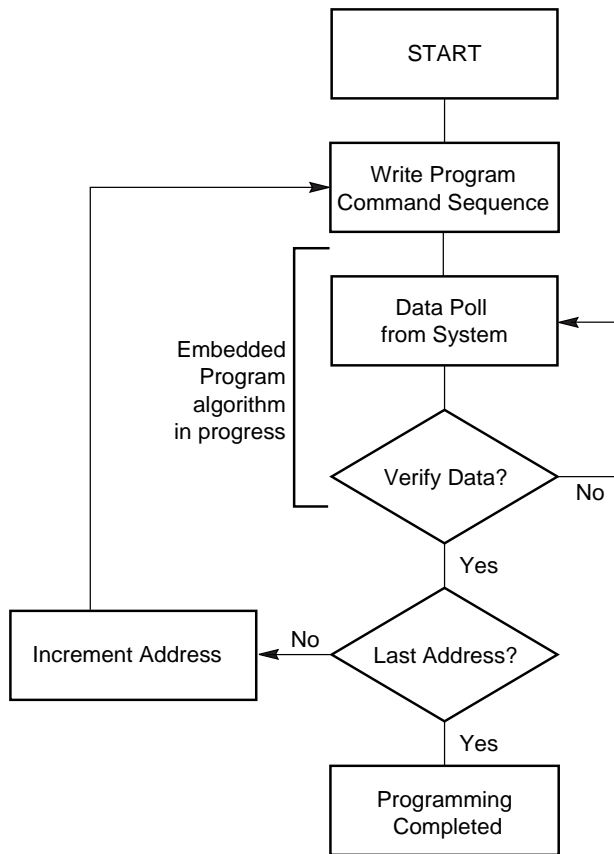 START
Write Program
Command Sequence
Data Poll
from System
Embedded
Program
algorithm
in progress
Verify Data?
No
Yes
Increment Address
No
Last Address?
Yes
Programming
Completed